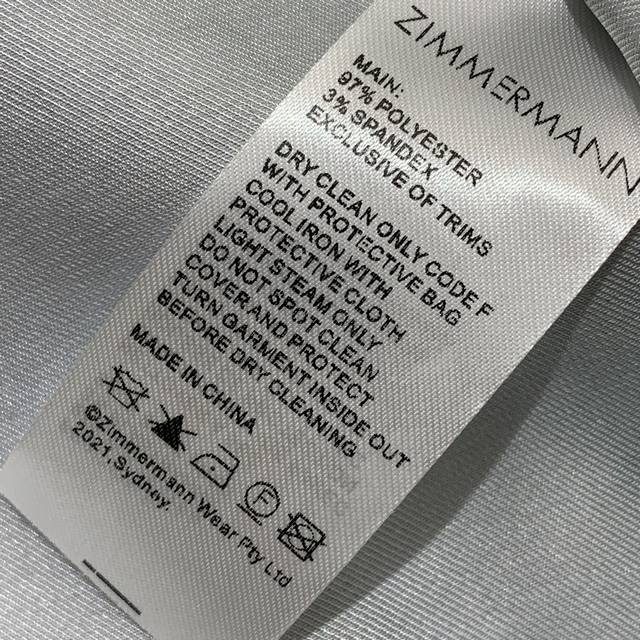 ZIMMERMANN
MAIN:
97% POLYESTER
3% SPANDEX
EXCLUSIVE OF TRIMS
DRY CLEAN ONLY CODE F
WITH PROTECTIVE BAG
COOL IRON WITH
PROTECTIVE CLOTH
LIGHT STEAM ONLY
DO NOT SPOT CLEAN
COVER AND PROTECT
TURN GARMENT INSIDE OUT
BEFORE DRY CLEANING
MADE IN CHINA
F
©Zimmermann Wear Pty Ltd
2021, Sydney.